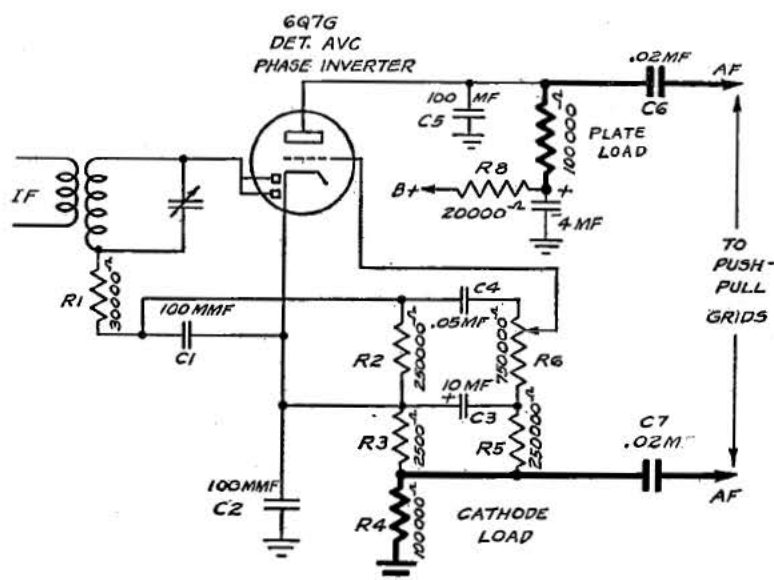 6Q7G
DET. AVC
PHASE INVERTER
.02MF
AF
C6
100 MF
C5
100000Ω
PLATE
LOAD
R8
B+
20000Ω
+
4MF
IF
TO
PUSH-
PULL
GRIDS
R1
30000Ω
100MMF
C1
C4
.05MF
R2
250000Ω
750000Ω
R6
10MF
+
C3
R3
2500Ω
R5
250000Ω
C7
.02MF
AF
100MMF
C2
R4
100000Ω
CATHODE
LOAD